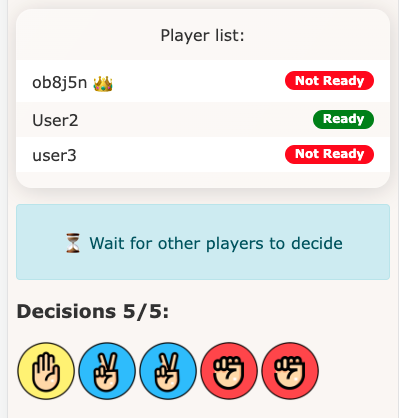 Player list:
ob8j5n 👑 Not Ready
User2 Ready
user3 Not Ready
⏳ Wait for other players to decide
Decisions 5/5: